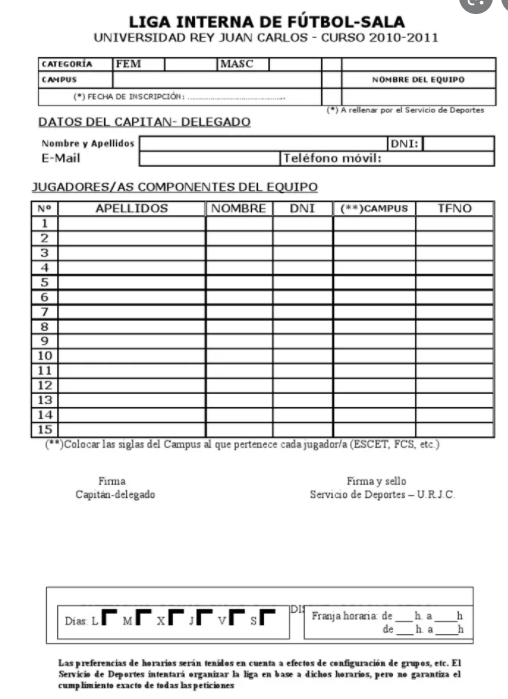 LIGA INTERNA DE FÚTBOL-SALA
UNIVERSIDAD REY JUAN CARLOS - CURSO 2010-2011
CATEGORÍA FEM MASC
CAMPUS NOMBRE DEL EQUIPO
(*) FECHA DE INSCRIPCIÓN: ................................
(*) A rellenar por el Servicio de Deportes
DATOS DEL CAPITAN- DELEGADO
Nombre y Apellidos DNI:
E-Mail Teléfono móvil:
JUGADORES/AS COMPONENTES DEL EQUIPO
Nº APELLIDOS NOMBRE DNI (**)CAMPUS TFNO
1
2
3
4
5
6
7
8
9
10
11
12
13
14
15
(**)Colocar las siglas del Campus al que pertenece cada jugador/a (ESCET, FCS, etc.)
Firma Firma y sello
Capitán-delegado Servicio de Deportes – U.R.J.C.
Dias: L M X J V S Franja horaria: de ____ h. a ____ h
de ____ h. a ____ h
Las preferencias de horarios serán tenidos en cuenta a efectos de configuración de grupos, etc. El
Servicio de Deportes intentará organizar la liga en base a dichos horarios, pero no garantiza el
cumplimiento exacto de todas las peticiones